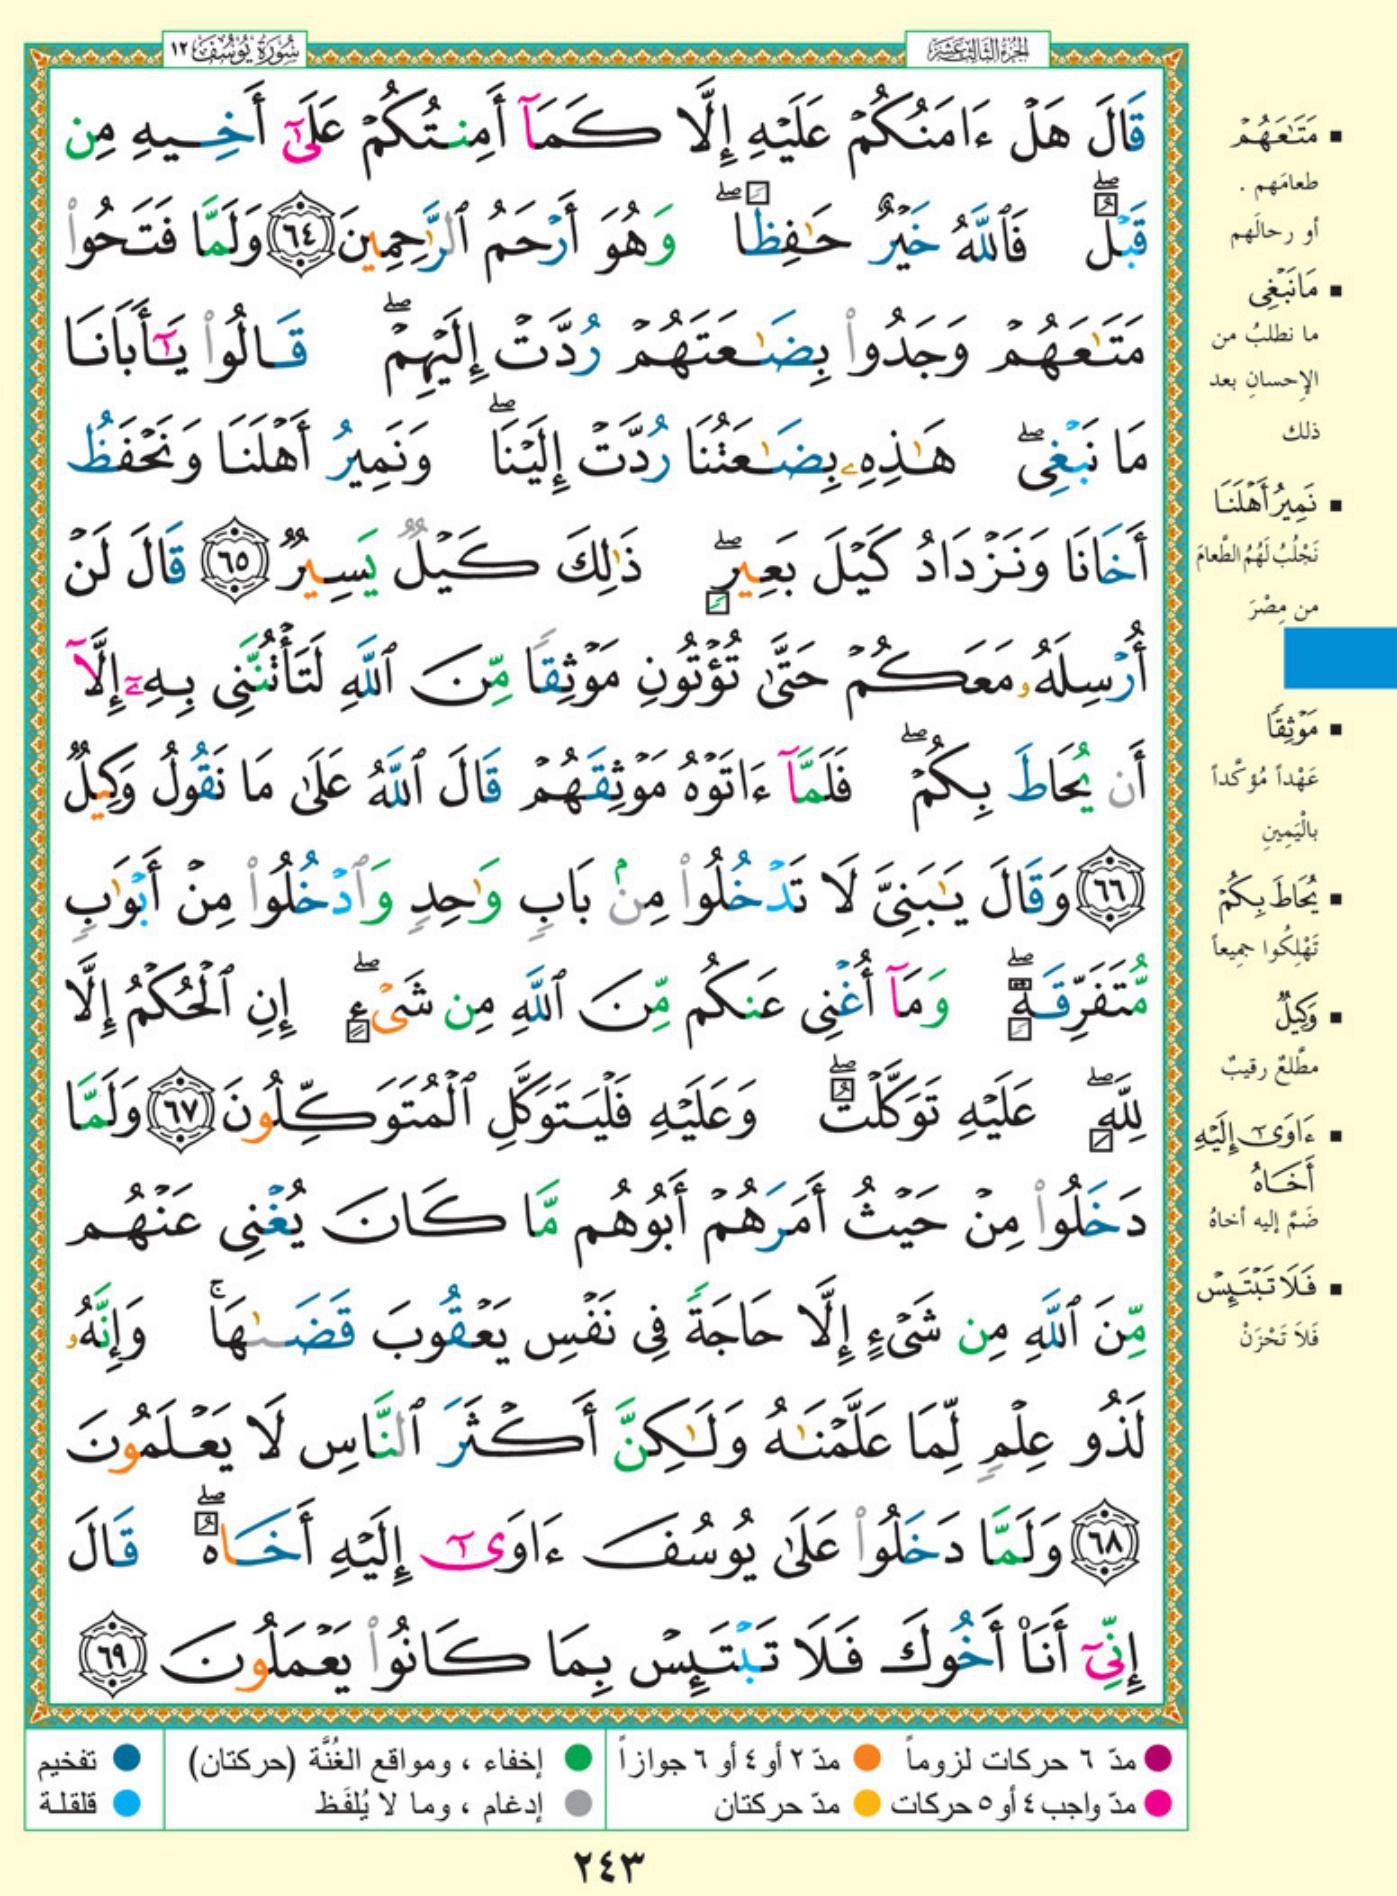 الجزء الثالث عشر
سُورَةُ يُوسُفَ ١٢
قَالَ هَلْ ءَامَنُكُمْ عَلَيْهِ إِلَّا كَمَآ أَمِنتُكُمْ عَلَىٰٓ أَخِيهِ مِن
قَبْلُ ۖ فَٱللَّهُ خَيْرٌ حَـٰفِظًا ۖ وَهُوَ أَرْحَمُ ٱلرَّٰحِمِينَ ﴿٦٤﴾ وَلَمَّا فَتَحُوا۟
مَتَـٰعَهُمْ وَجَدُوا۟ بِضَـٰعَتَهُمْ رُدَّتْ إِلَيْهِمْ ۖ قَالُوا۟ يَـٰٓأَبَانَا
مَا نَبْغِى ۖ هَـٰذِهِۦ بِضَـٰعَتُنَا رُدَّتْ إِلَيْنَا ۖ وَنَمِيرُ أَهْلَنَا وَنَحْفَظُ
أَخَانَا وَنَزْدَادُ كَيْلَ بَعِيرٍ ۖ ذَٰلِكَ كَيْلٌ يَسِيرٌ ﴿٦٥﴾ قَالَ لَنْ
أُرْسِلَهُۥ مَعَكُمْ حَتَّىٰ تُؤْتُونِ مَوْثِقًا مِّنَ ٱللَّهِ لَتَأْتُنَّنِى بِهِۦٓ إِلَّآ
أَن يُحَاطَ بِكُمْ ۖ فَلَمَّآ ءَاتَوْهُ مَوْثِقَهُمْ قَالَ ٱللَّهُ عَلَىٰ مَا نَقُولُ وَكِيلٌ
﴿٦٦﴾ وَقَالَ يَـٰبَنِىَّ لَا تَدْخُلُوا۟ مِنۢ بَابٍ وَٰحِدٍ وَٱدْخُلُوا۟ مِنْ أَبْوَٰبٍ
مُّتَفَرِّقَةٍ ۖ وَمَآ أُغْنِى عَنكُم مِّنَ ٱللَّهِ مِن شَىْءٍ ۖ إِنِ ٱلْحُكْمُ إِلَّا
لِلَّهِ ۖ عَلَيْهِ تَوَكَّلْتُ ۖ وَعَلَيْهِ فَلْيَتَوَكَّلِ ٱلْمُتَوَكِّلُونَ ﴿٦٧﴾ وَلَمَّا
دَخَلُوا۟ مِنْ حَيْثُ أَمَرَهُمْ أَبُوهُم مَّا كَانَ يُغْنِى عَنْهُم
مِّنَ ٱللَّهِ مِن شَىْءٍ إِلَّا حَاجَةً فِى نَفْسِ يَعْقُوبَ قَضَىٰهَا ۚ وَإِنَّهُۥ
لَذُو عِلْمٍ لِّمَا عَلَّمْنَـٰهُ وَلَـٰكِنَّ أَكْثَرَ ٱلنَّاسِ لَا يَعْلَمُونَ
﴿٦٨﴾ وَلَمَّا دَخَلُوا۟ عَلَىٰ يُوسُفَ ءَاوَىٰٓ إِلَيْهِ أَخَاهُ ۖ قَالَ
إِنِّىٓ أَنَا۠ أَخُوكَ فَلَا تَبْتَئِسْ بِمَا كَانُوا۟ يَعْمَلُونَ ﴿٦٩﴾
▪ مَتَـٰعَهُمْ
طعامَهم .
أو رحالَهم
▪ مَا نَبْغِى
ما نطلبُ من
الإحسانِ بعد
ذلك
▪ نَمِيرُ أَهْلَنَا
نَجْلُبُ لَهُمُ الطَّعامَ
من مِصْرَ
▪ مَوْثِقًا
عَهْداً مُؤكَّداً
بالْيَمِينِ
▪ يُحَاطَ بِكُمْ
تَهْلِكُوا جميعاً
▪ وَكِيلٌ
مطَّلعٌ رقيبٌ
▪ ءَاوَىٰٓ إِلَيْهِ
أَخَاهُ
ضَمَّ إليه أخاهُ
▪ فَلَا تَبْتَئِسْ
فَلاَ تَحْزَنْ
مدّ ٦ حركات لزوماً
مدّ ٢ أو ٤ أو ٦ جوازاً
إخفاء ، ومواقع الغُنَّة (حركتان)
تفخيم
مدّ واجب ٤ أو ٥ حركات
مدّ حركتان
إدغام ، وما لا يُلفَظ
قلقلة
٢٤٣